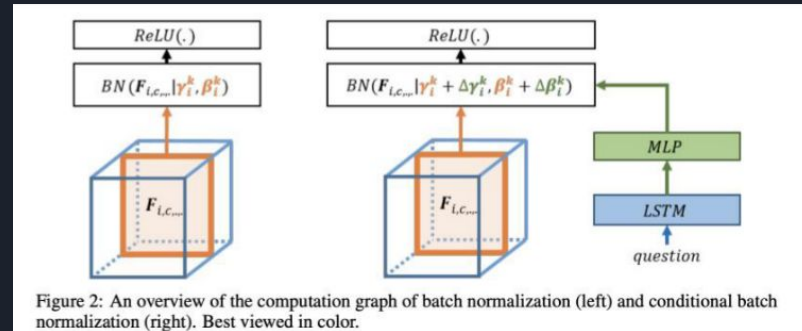 ReLU(.)
BN(F_{i,c,.,.}|γ_i^k, β_i^k)
F_{i,c,.,.}
ReLU(.)
BN(F_{i,c,.,.}|γ_i^k + Δγ_i^k, β_i^k + Δβ_i^k)
F_{i,c,.,.}
MLP
LSTM
question
Figure 2: An overview of the computation graph of batch normalization (left) and conditional batch
normalization (right). Best viewed in color.